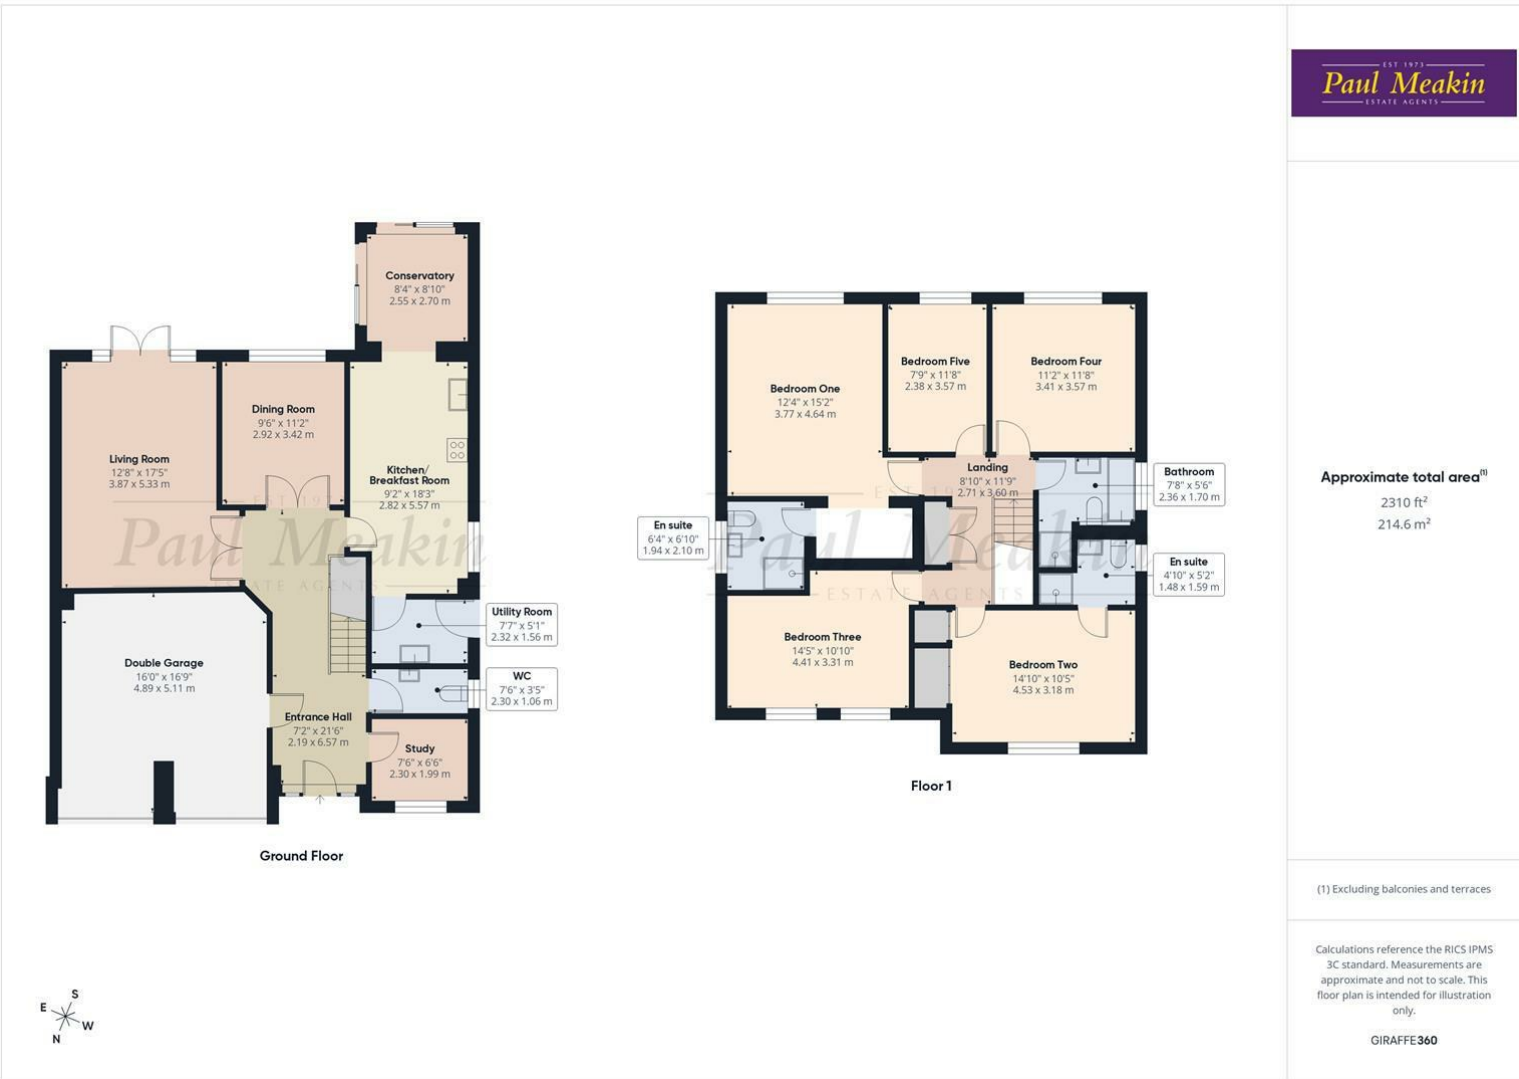 EST 1973
Paul Meakin
ESTATE AGENTS
Conservatory
8'4" x 8'10"
2.55 x 2.70 m
Dining Room
9'6" x 11'2"
2.92 x 3.42 m
Living Room
12'8" x 17'5"
3.87 x 5.33 m
Kitchen/
Breakfast Room
9'2" x 18'3"
2.82 x 5.57 m
Utility Room
7'7" x 5'1"
2.32 x 1.56 m
WC
7'6" x 3'5"
2.30 x 1.06 m
Double Garage
16'0" x 16'9"
4.89 x 5.11 m
Entrance Hall
7'2" x 21'6"
2.19 x 6.57 m
Study
7'6" x 6'6"
2.30 x 1.99 m
EST 197
Paul Meakin
ESTATE AGENTS
Ground Floor
Bedroom One
12'4" x 15'2"
3.77 x 4.64 m
Bedroom Five
7'9" x 11'8"
2.38 x 3.57 m
Bedroom Four
11'2" x 11'8"
3.41 x 3.57 m
Landing
8'10" x 11'9"
2.71 x 3.60 m
Bathroom
7'8" x 5'6"
2.36 x 1.70 m
En suite
6'4" x 6'10"
1.94 x 2.10 m
En suite
4'10" x 5'2"
1.48 x 1.59 m
Bedroom Three
14'5" x 10'10"
4.41 x 3.31 m
Bedroom Two
14'10" x 10'5"
4.53 x 3.18 m
Paul Meakin
ESTATE AGENTS
Floor 1
Approximate total area(1)
2310 ft²
214.6 m²
(1) Excluding balconies and terraces
Calculations reference the RICS IPMS
3C standard. Measurements are
approximate and not to scale. This
floor plan is intended for illustration
only.
GIRAFFE360
S
E
W
N